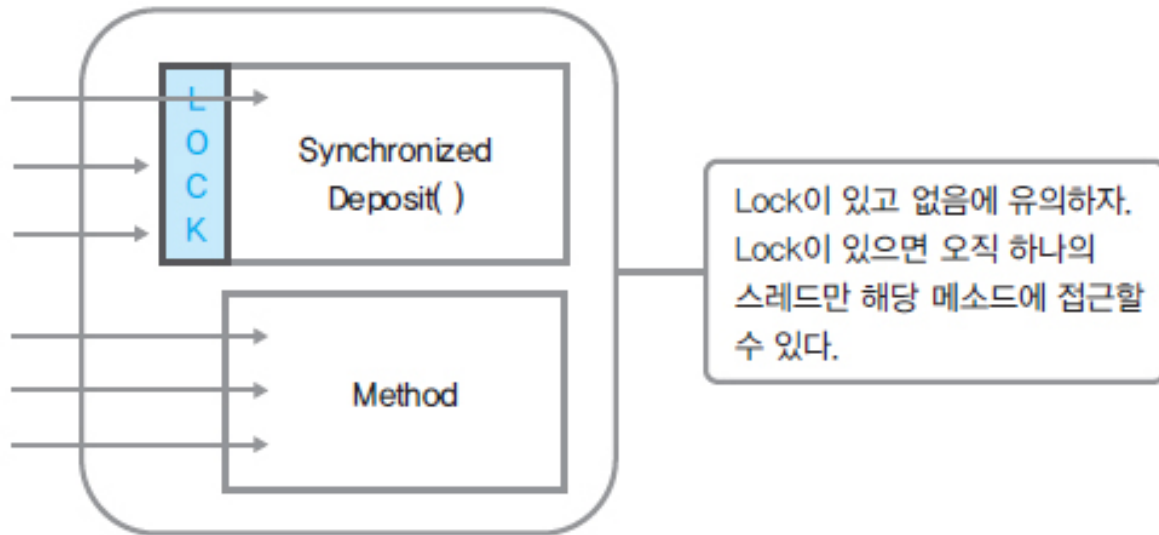 L
O
C
K
Synchronized
Deposit( )
Method
Lock이 있고 없음에 유의하자.
Lock이 있으면 오직 하나의
스레드만 해당 메소드에 접근할
수 있다.